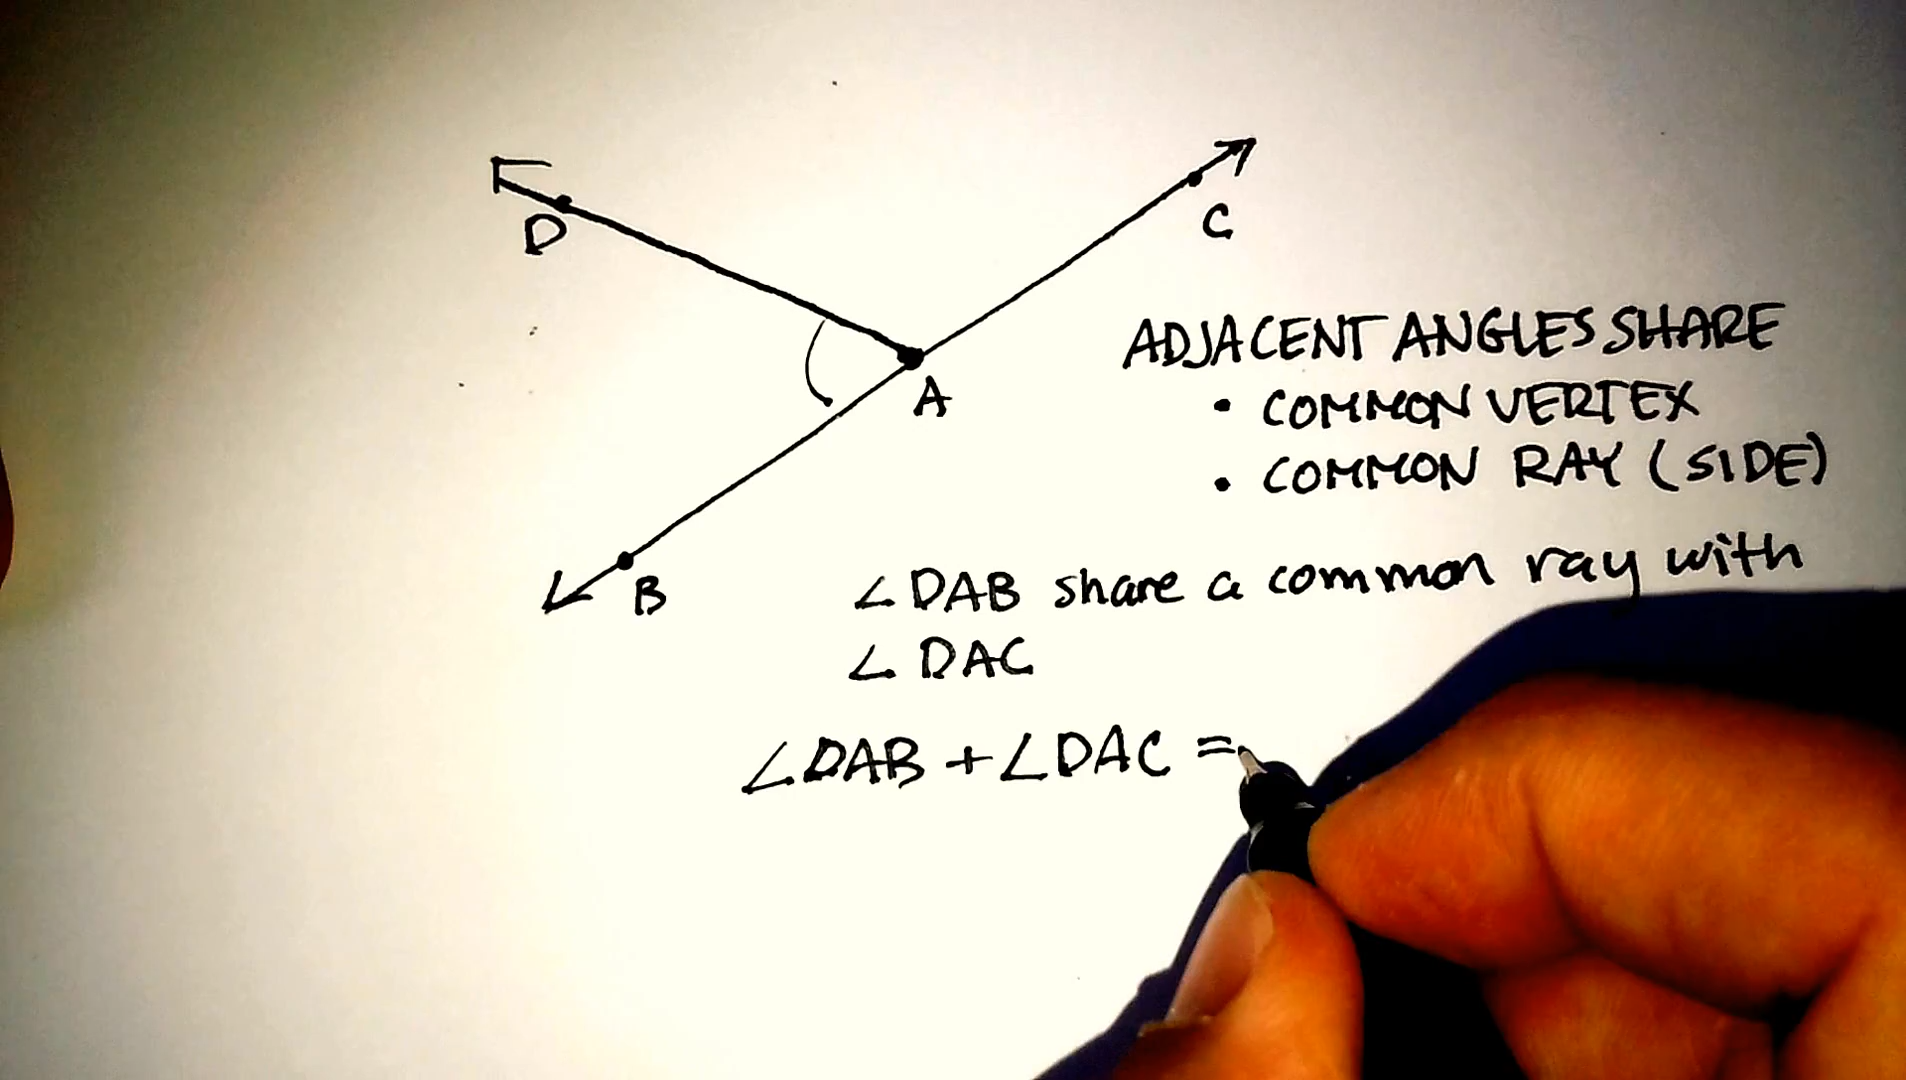 D
C
A
B
ADJACENT ANGLES SHARE
• COMMON VERTEX
• COMMON RAY (SIDE)
∠DAB share a common ray with
∠DAC
∠DAB + ∠DAC =